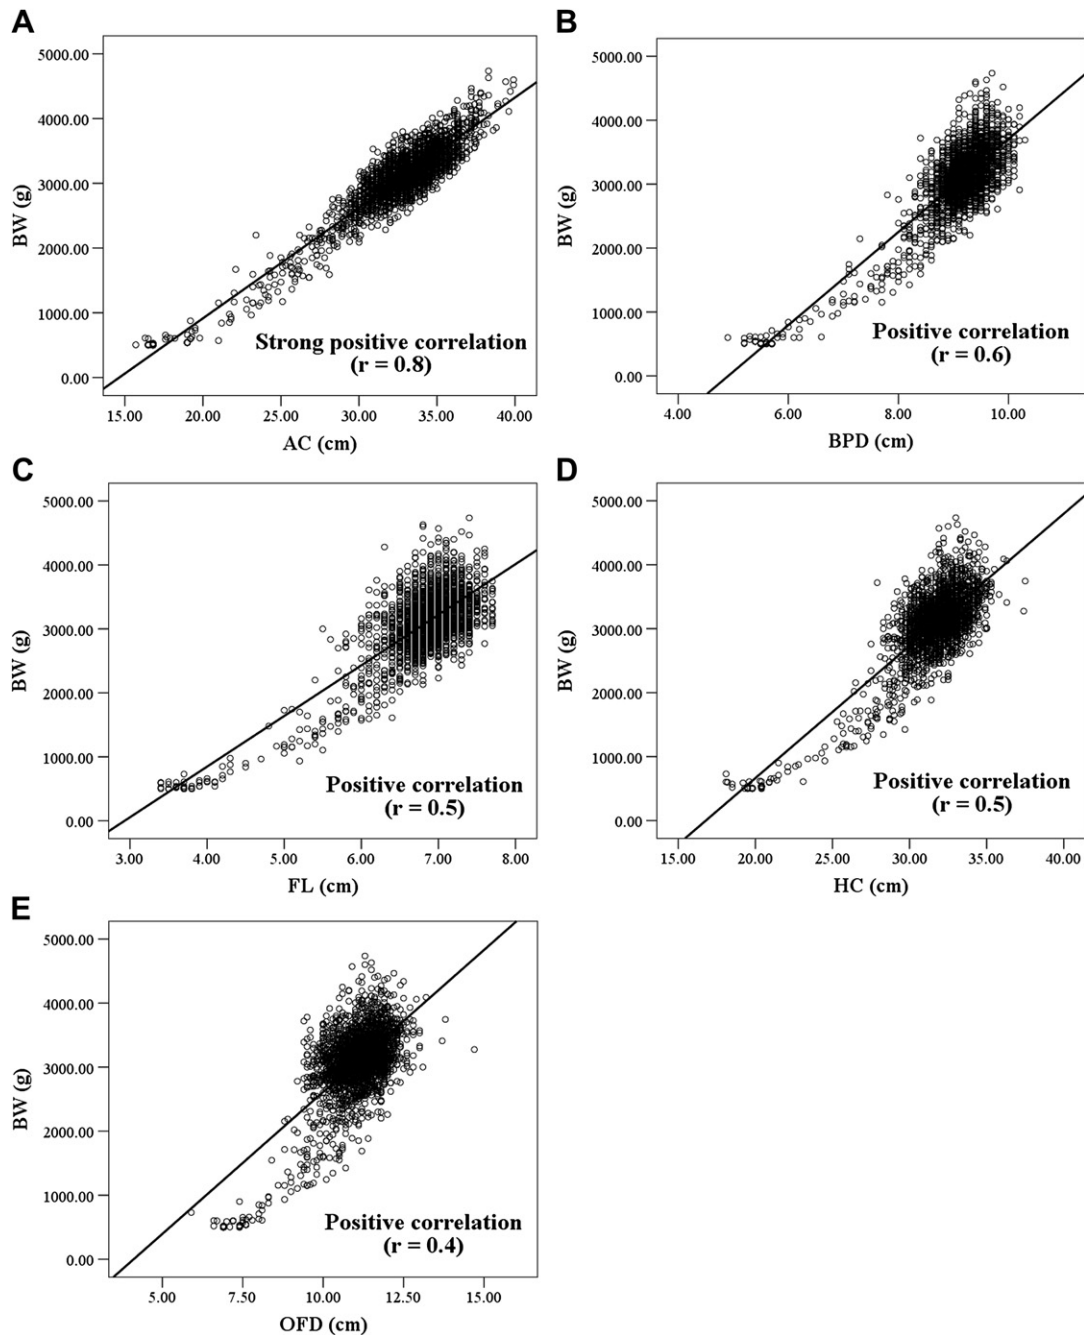 A
5000.00
4000.00
3000.00
2000.00
1000.00
0.00
BW (g)
Strong positive correlation
(r = 0.8)
15.00 20.00 25.00 30.00 35.00 40.00
AC (cm)
B
5000.00
4000.00
3000.00
2000.00
1000.00
0.00
BW (g)
Positive correlation
(r = 0.6)
4.00 6.00 8.00 10.00
BPD (cm)
C
5000.00
4000.00
3000.00
2000.00
1000.00
0.00
BW (g)
Positive correlation
(r = 0.5)
3.00 4.00 5.00 6.00 7.00 8.00
FL (cm)
D
5000.00
4000.00
3000.00
2000.00
1000.00
0.00
BW (g)
Positive correlation
(r = 0.5)
15.00 20.00 25.00 30.00 35.00 40.00
HC (cm)
E
5000.00
4000.00
3000.00
2000.00
1000.00
0.00
BW (g)
Positive correlation
(r = 0.4)
5.00 7.50 10.00 12.50 15.00
OFD (cm)